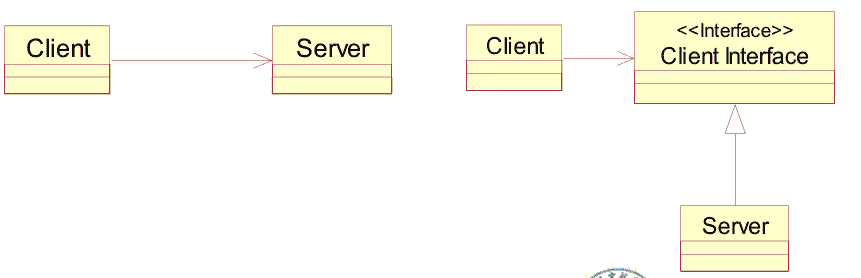 Client
Server
Client
<<Interface>>
Client Interface
Server